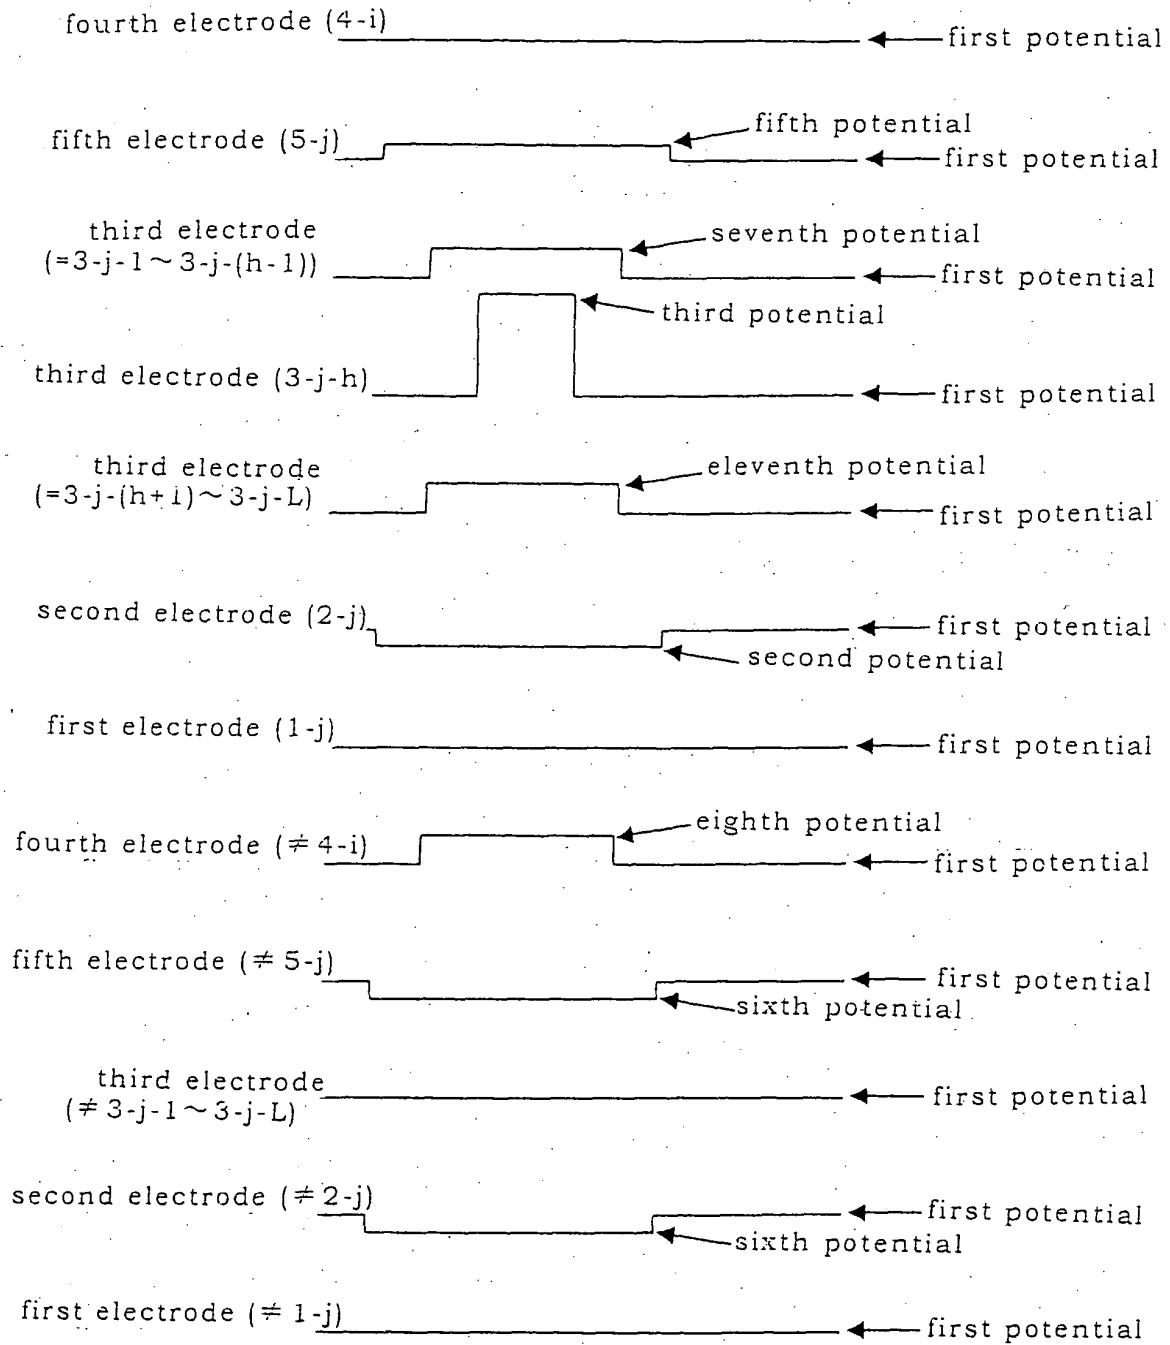 fourth electrode (4-i)
first potential
fifth electrode (5-j)
fifth potential
first potential
third electrode
(=3-j-1～3-j-(h-1))
seventh potential
first potential
third potential
third electrode (3-j-h)
first potential
third electrode
(=3-j-(h+1)～3-j-L)
eleventh potential
first potential
second electrode (2-j)
first potential
second potential
first electrode (1-j)
first potential
fourth electrode (≠4-i)
eighth potential
first potential
fifth electrode (≠5-j)
first potential
sixth potential
third electrode
(≠3-j-1～3-j-L)
first potential
second electrode (≠2-j)
first potential
sixth potential
first electrode (≠1-j)
first potential